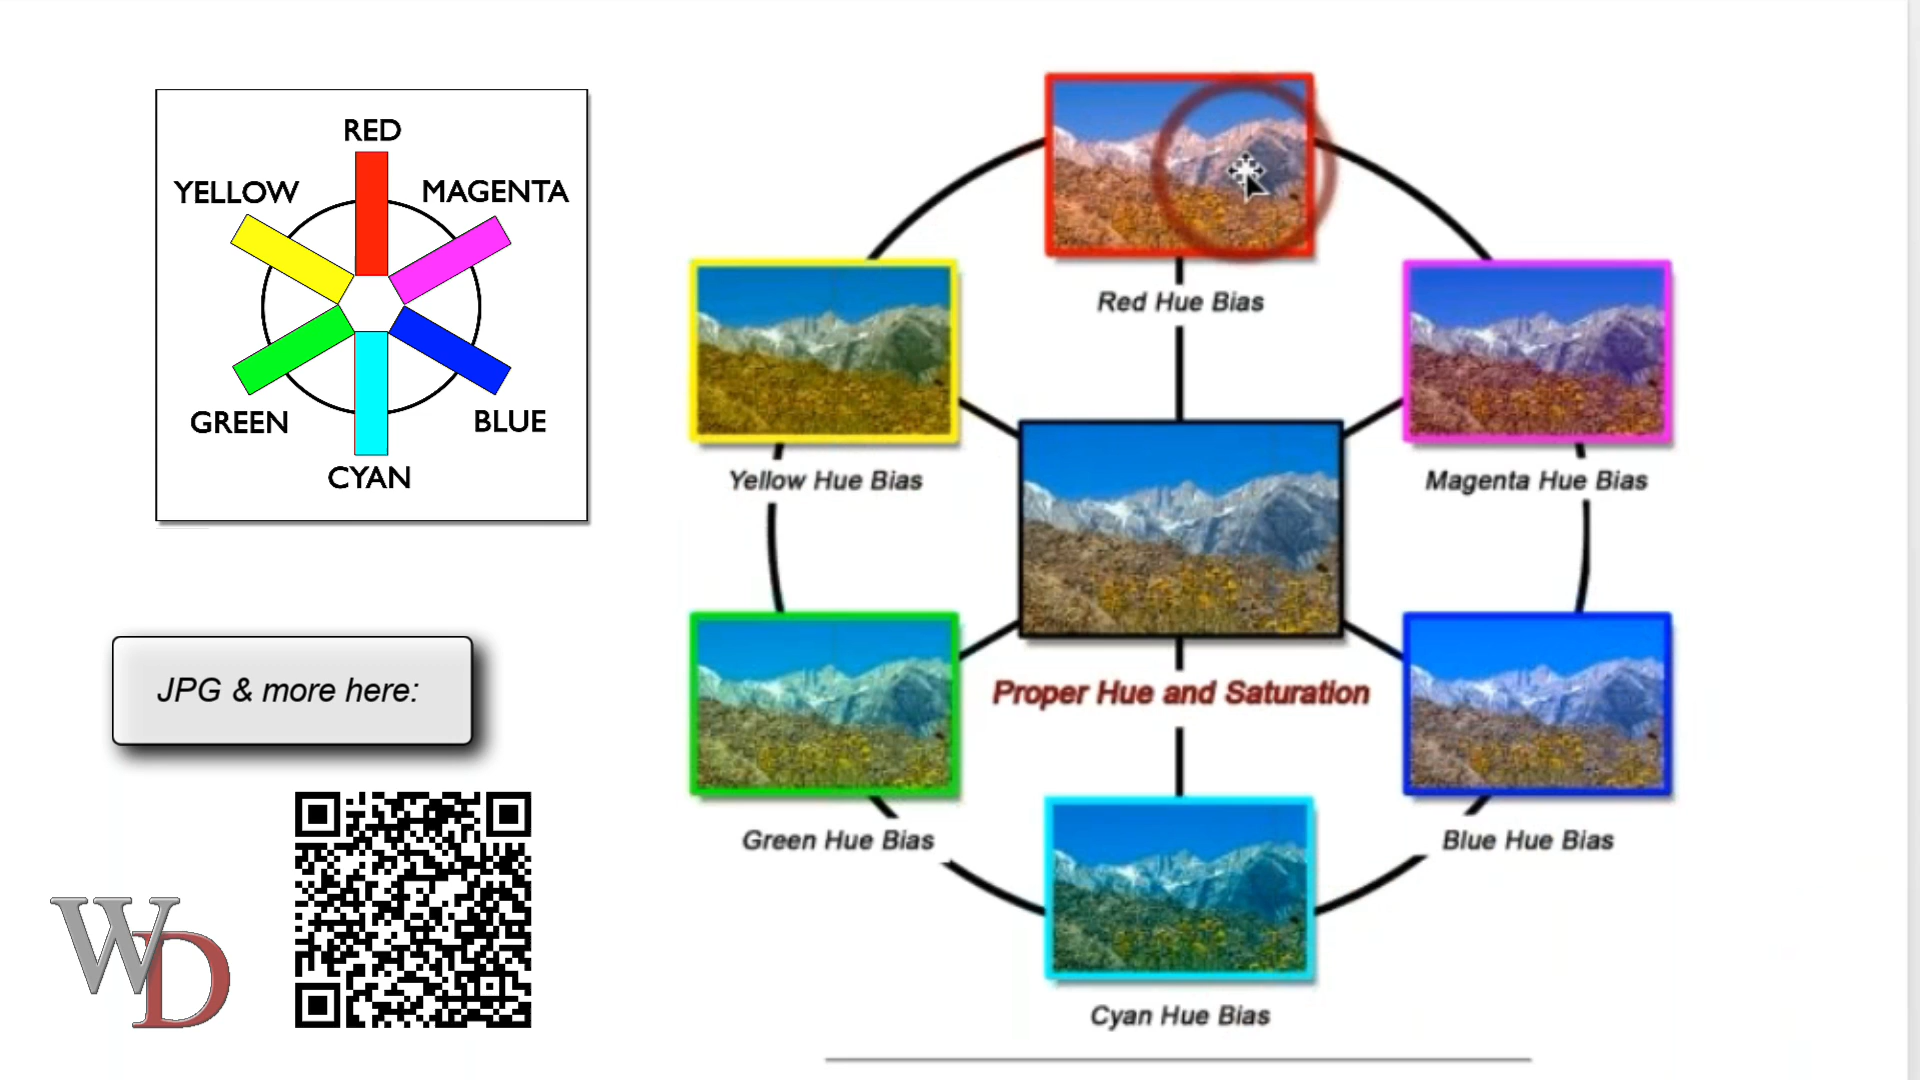 RED
YELLOW
MAGENTA
GREEN
BLUE
CYAN
JPG & more here:
WD
Red Hue Bias
Yellow Hue Bias
Magenta Hue Bias
Proper Hue and Saturation
Green Hue Bias
Blue Hue Bias
Cyan Hue Bias